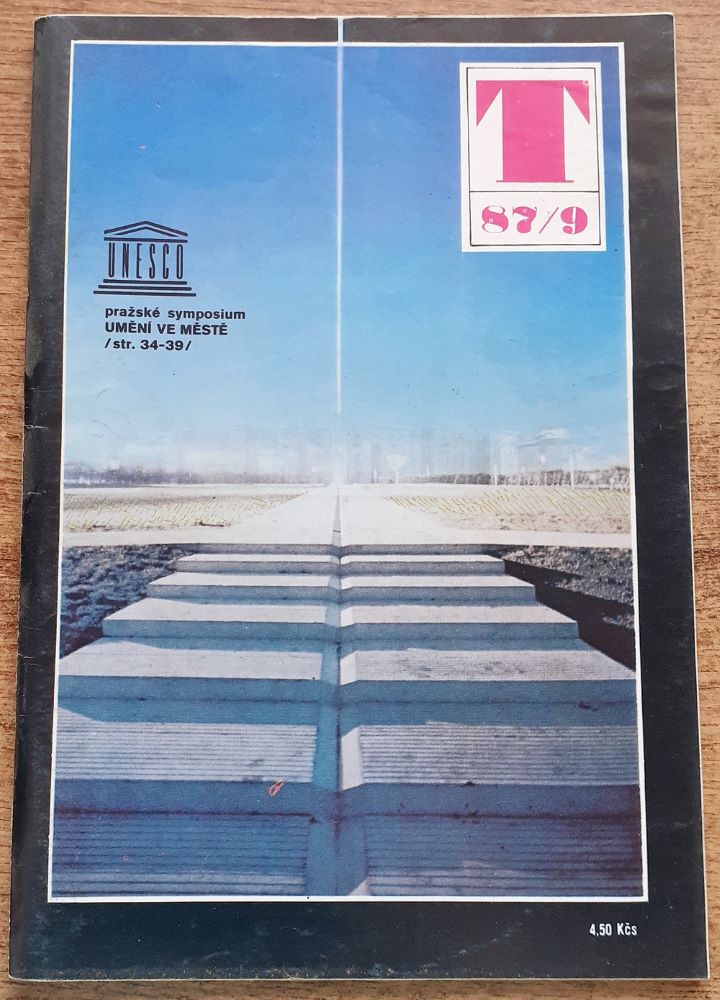 T
87/9
UNESCO
pražské symposium
UMĚNÍ VE MĚSTĚ
/str. 34-39/
4,50 Kčs